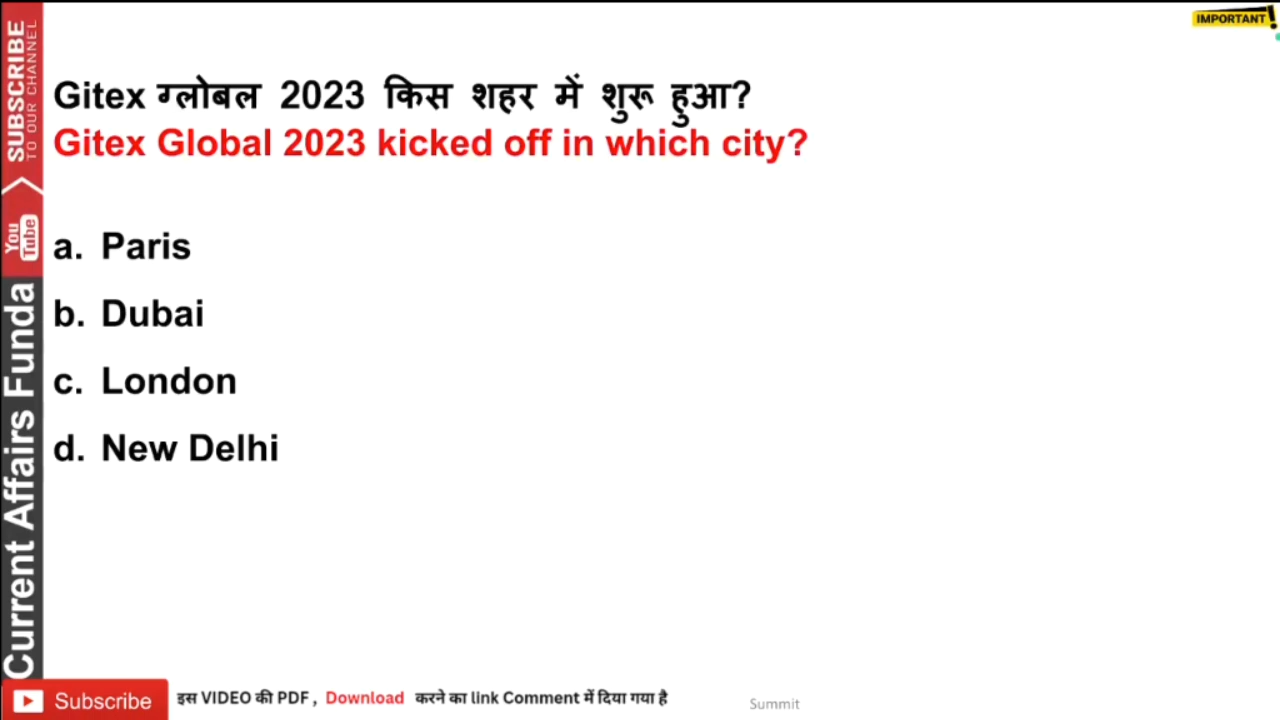 IMPORTANT!
Gitex ग्लोबल 2023 किस शहर में शुरू हुआ?
Gitex Global 2023 kicked off in which city?
a. Paris
b. Dubai
c. London
d. New Delhi
SUBSCRIBE
TO OUR CHANNEL
You Tube
Current Affairs Funda
Subscribe
इस VIDEO की PDF , Download करने का link Comment में दिया गया है
Summit